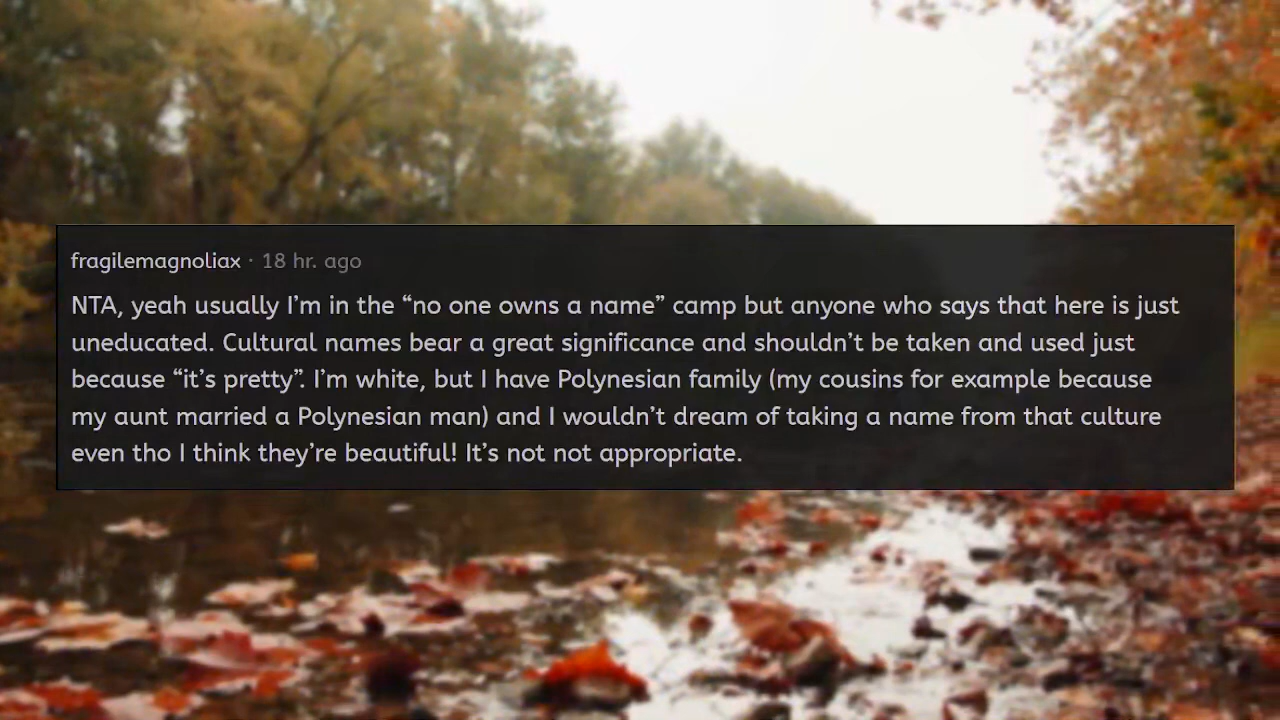 fragilemagnoliax · 18 hr. ago
NTA, yeah usually I’m in the “no one owns a name” camp but anyone who says that here is just
uneducated. Cultural names bear a great significance and shouldn’t be taken and used just
because “it’s pretty”. I’m white, but I have Polynesian family (my cousins for example because
my aunt married a Polynesian man) and I wouldn’t dream of taking a name from that culture
even tho I think they’re beautiful! It’s not not appropriate.